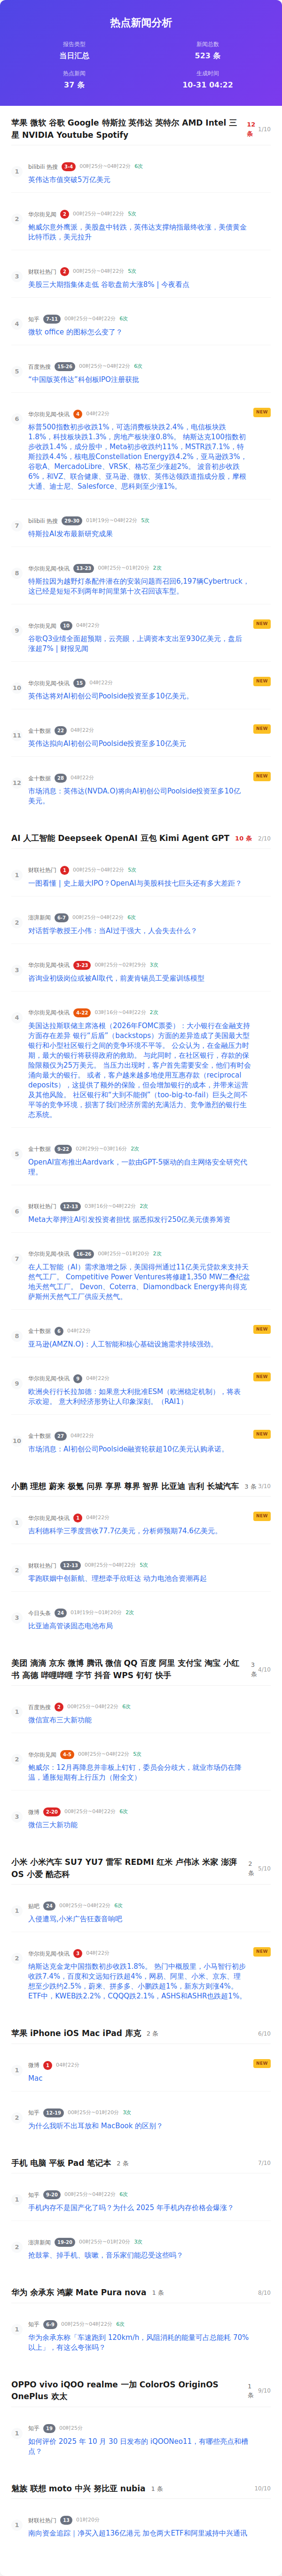 热点新闻分析
报告类型
新闻总数
当日汇总
523 条
热点新闻
生成时间
37 条
10-31 04:22
苹果 微软 谷歌 Google 特斯拉 英伟达 英特尔 AMD Intel 三
星 NVIDIA Youtube Spotify
12
条
1/10
1
bilibili 热搜 3-4 00时25分~04时22分 6次
英伟达市值突破5万亿美元
2
华尔街见闻 2 00时25分~04时22分 5次
鲍威尔意外鹰派，美股盘中转跌，英伟达支撑纳指最终收涨，美债黄金
比特币跌，美元拉升
3
财联社热门 2 00时25分~04时22分 5次
美股三大期指集体走低 谷歌盘前大涨8% | 今夜看点
4
知乎 7-11 00时25分~04时22分 6次
微软 office 的图标怎么变了？
5
百度热搜 15-26 00时25分~04时22分 6次
“中国版英伟达”科创板IPO注册获批
6
华尔街见闻-快讯 4 04时22分
NEW
标普500指数初步收跌1%，可选消费板块跌2.4%，电信板块跌
1.8%，科技板块跌1.3%，房地产板块涨0.8%。 纳斯达克100指数初
步收跌1.4%，成分股中，Meta初步收跌约11%，MSTR跌7.1%，特
斯拉跌4.4%，核电股Constellation Energy跌4.2%，亚马逊跌3%，
谷歌A、MercadoLibre、VRSK、格芯至少涨超2%。 波音初步收跌
6%，和VZ、联合健康、亚马逊、微软、英伟达领跌道指成分股，摩根
大通、迪士尼、Salesforce、思科则至少涨1%。
7
bilibili 热搜 29-30 01时19分~04时22分 5次
特斯拉AI发布最新研究成果
8
华尔街见闻-快讯 13-23 00时25分~01时20分 2次
特斯拉因为越野灯条配件潜在的安装问题而召回6,197辆Cybertruck，
这已经是短短不到两年时间里第十次召回该车型。
9
华尔街见闻 10 04时22分
NEW
谷歌Q3业绩全面超预期，云亮眼，上调资本支出至930亿美元，盘后
涨超7% | 财报见闻
10
华尔街见闻-快讯 15 04时22分
NEW
英伟达将对AI初创公司Poolside投资至多10亿美元。
11
金十数据 22 04时22分
NEW
英伟达拟向AI初创公司Poolside投资至多10亿美元
12
金十数据 28 04时22分
NEW
市场消息：英伟达(NVDA.O)将向AI初创公司Poolside投资至多10亿
美元。
AI 人工智能 Deepseek OpenAI 豆包 Kimi Agent GPT 10 条 2/10
1
财联社热门 1 00时25分~04时22分 5次
一图看懂 | 史上最大IPO？OpenAI与美股科技七巨头还有多大差距？
2
澎湃新闻 6-7 00时25分~04时22分 6次
对话哲学教授王小伟：当AI过于强大，人会失去什么？
3
华尔街见闻-快讯 3-23 00时25分~02时29分 3次
咨询业初级岗位或被AI取代，前麦肯锡员工受雇训练模型
4
华尔街见闻-快讯 4-22 03时16分~04时22分 2次
美国达拉斯联储主席洛根（2026年FOMC票委）：大小银行在金融支持
方面存在差异 银行“后盾”（backstops）方面的差异造成了美国最大型
银行和小型社区银行之间的竞争环境不平等。 公众认为，在金融压力时
期，最大的银行将获得政府的救助。 与此同时，在社区银行，存款的保
险限额仅为25万美元。 当压力出现时，客户首先需要安全，他们有时会
涌向最大的银行。 或者，客户越来越多地使用互惠存款（reciprocal
deposits），这提供了额外的保险，但会增加银行的成本，并带来运营
及其他风险。 社区银行和“大到不能倒”（too-big-to-fail）巨头之间不
平等的竞争环境，损害了我们经济所需的充满活力、竞争激烈的银行生
态系统。
5
金十数据 9-22 02时29分~03时16分 2次
OpenAI宣布推出Aardvark，一款由GPT-5驱动的自主网络安全研究代
理。
6
财联社热门 12-13 03时16分~04时22分 2次
Meta大举押注AI引发投资者担忧 据悉拟发行250亿美元债券筹资
7
华尔街见闻-快讯 16-26 00时25分~01时20分 2次
在人工智能（AI）需求激增之际，美国得州通过11亿美元贷款来支持天
然气工厂。 Competitive Power Ventures将修建1,350 MW二叠纪盆
地天然气工厂。 Devon、Coterra、Diamondback Energy将向得克
萨斯州天然气工厂供应天然气。
8
金十数据 6 04时22分
NEW
亚马逊(AMZN.O)：人工智能和核心基础设施需求持续强劲。
9
华尔街见闻-快讯 9 04时22分
NEW
欧洲央行行长拉加德：如果意大利批准ESM（欧洲稳定机制），将表
示欢迎。 意大利经济形势让人印象深刻。（RAI1）
10
金十数据 27 04时22分
NEW
市场消息：AI初创公司Poolside融资轮获超10亿美元认购承诺。
小鹏 理想 蔚来 极氪 问界 享界 尊界 智界 比亚迪 吉利 长城汽车 3 条 3/10
1
华尔街见闻-快讯 1 04时22分
NEW
吉利德科学三季度营收77.7亿美元，分析师预期74.6亿美元。
2
财联社热门 12-13 00时25分~04时22分 5次
零跑联姻中创新航、理想牵手欣旺达 动力电池合资潮再起
3
今日头条 24 01时19分~01时20分 2次
比亚迪高管谈固态电池布局
美团 滴滴 京东 微博 腾讯 微信 QQ 百度 阿里 支付宝 淘宝 小红
书 高德 哔哩哔哩 字节 抖音 WPS 钉钉 快手
3
条
4/10
1
百度热搜 2 00时25分~04时22分 6次
微信宣布三大新功能
2
华尔街见闻 4-5 00时25分~04时22分 5次
鲍威尔：12月再降息并非板上钉钉，委员会分歧大，就业市场仍在降
温，通胀短期有上行压力（附全文）
3
微博 2-20 00时25分~04时22分 6次
微信三大新功能
小米 小米汽车 SU7 YU7 雷军 REDMI 红米 卢伟冰 米家 澎湃
OS 小爱 酷态科
2
条
5/10
1
贴吧 24 00时25分~04时22分 6次
入侵遭骂,小米广告狂轰音响吧
2
华尔街见闻-快讯 3 04时22分
NEW
纳斯达克金龙中国指数初步收跌1.8%。 热门中概股里，小马智行初步
收跌7.4%，百度和文远知行跌超4%，网易、阿里、小米、京东、理
想至少跌约2.5%，蔚来、拼多多、小鹏跌超1%，新东方则涨4%。
ETF中，KWEB跌2.2%，CQQQ跌2.1%，ASHS和ASHR也跌超1%。
苹果 iPhone iOS Mac iPad 库克 2 条 6/10
1
微博 1 04时22分
NEW
Mac
2
知乎 12-19 00时25分~01时20分 3次
为什么我听不出耳放和 MacBook 的区别？
手机 电脑 平板 Pad 笔记本 2 条 7/10
1
知乎 9-20 00时25分~04时22分 6次
手机内存不是国产化了吗？为什么 2025 年手机内存价格会爆涨？
2
澎湃新闻 19-20 00时25分~01时20分 3次
抢鼓掌、掉手机、咳嗽，音乐家们能忍受这些吗？
华为 余承东 鸿蒙 Mate Pura nova 1 条 8/10
1
知乎 6-9 00时25分~04时22分 6次
华为余承东称「车速跑到 120km/h，风阻消耗的能量可占总能耗 70%
以上」，有这么夸张吗？
OPPO vivo iQOO realme 一加 ColorOS OriginOS
OnePlus 欢太
1
条
9/10
1
知乎 19 00时25分
如何评价 2025 年 10 月 30 日发布的 iQOONeo11，有哪些亮点和槽
点？
魅族 联想 moto 中兴 努比亚 nubia 1 条 10/10
1
财联社热门 13 01时20分
南向资金追踪｜净买入超136亿港元 加仓两大ETF和阿里减持中兴通讯